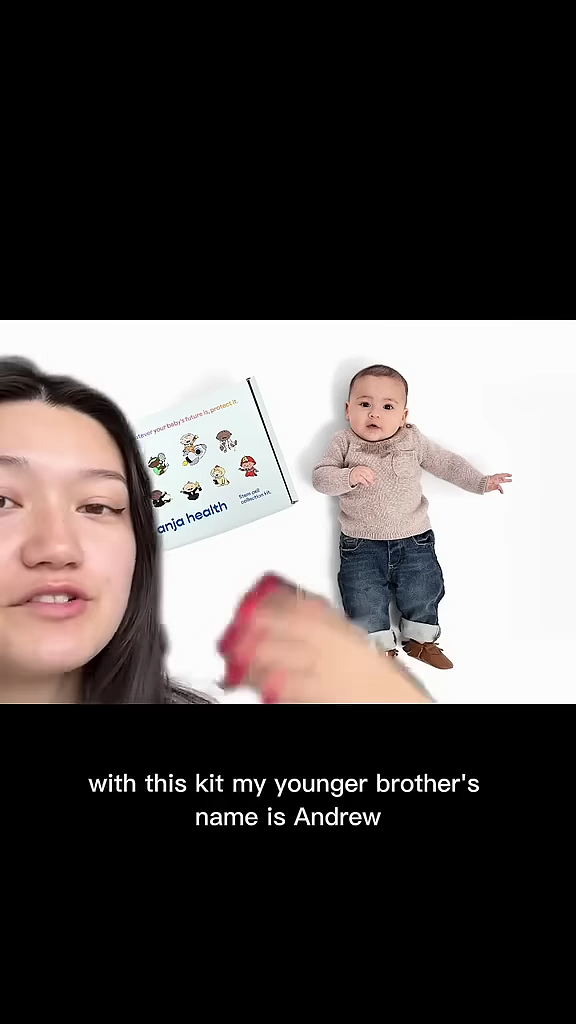 your baby's future is, protect it.
anja health
Stem cell
collection kit.
with this kit my younger brother's
name is Andrew